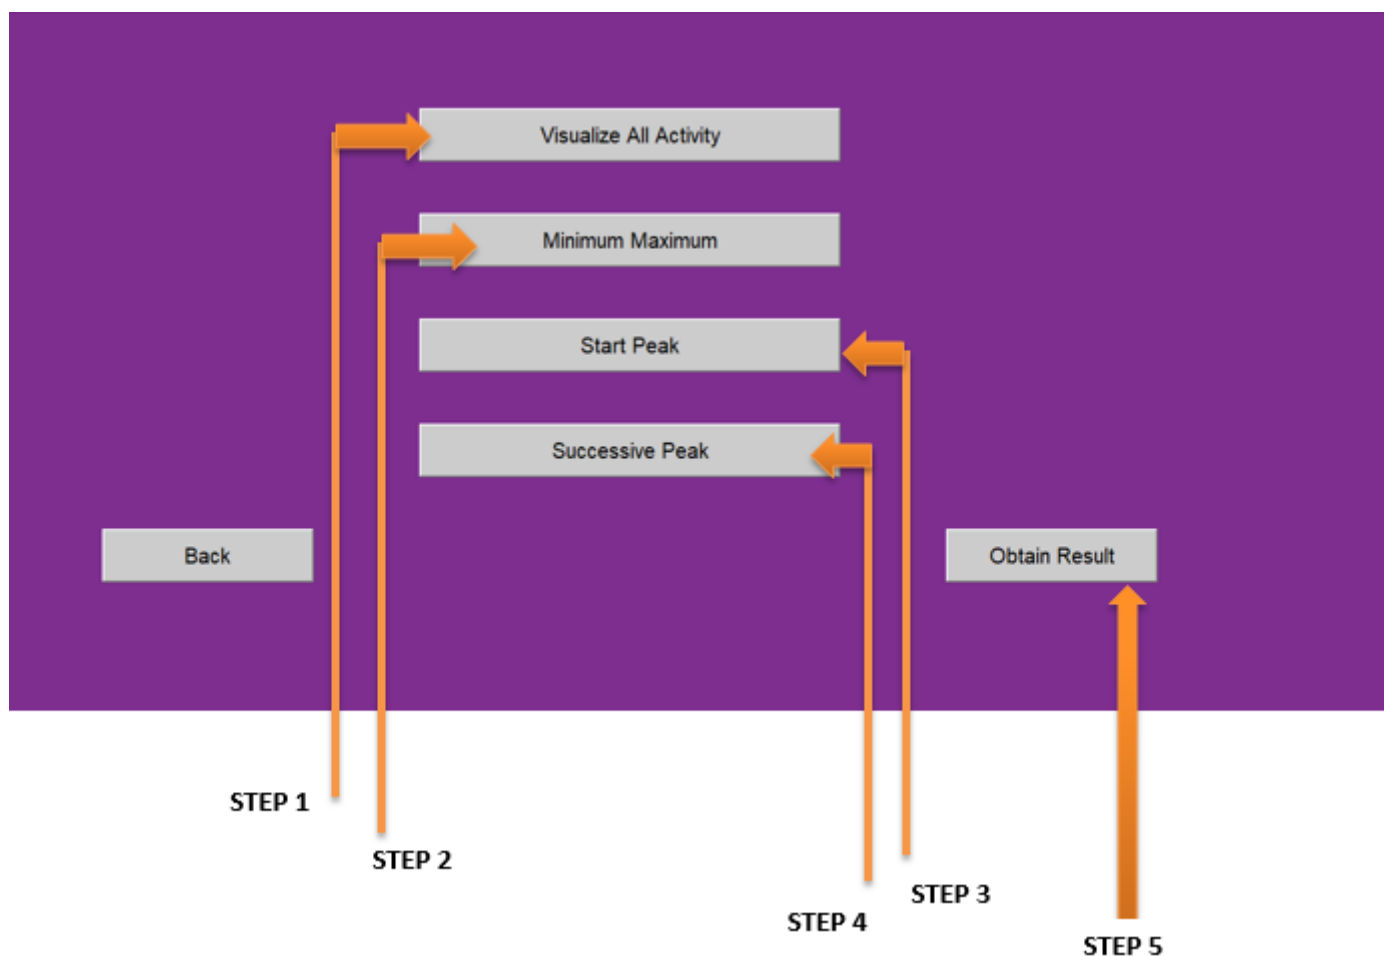 Visualize All Activity
Minimum Maximum
Start Peak
Successive Peak
Back
Obtain Result
STEP 1
STEP 2
STEP 3
STEP 4
STEP 5